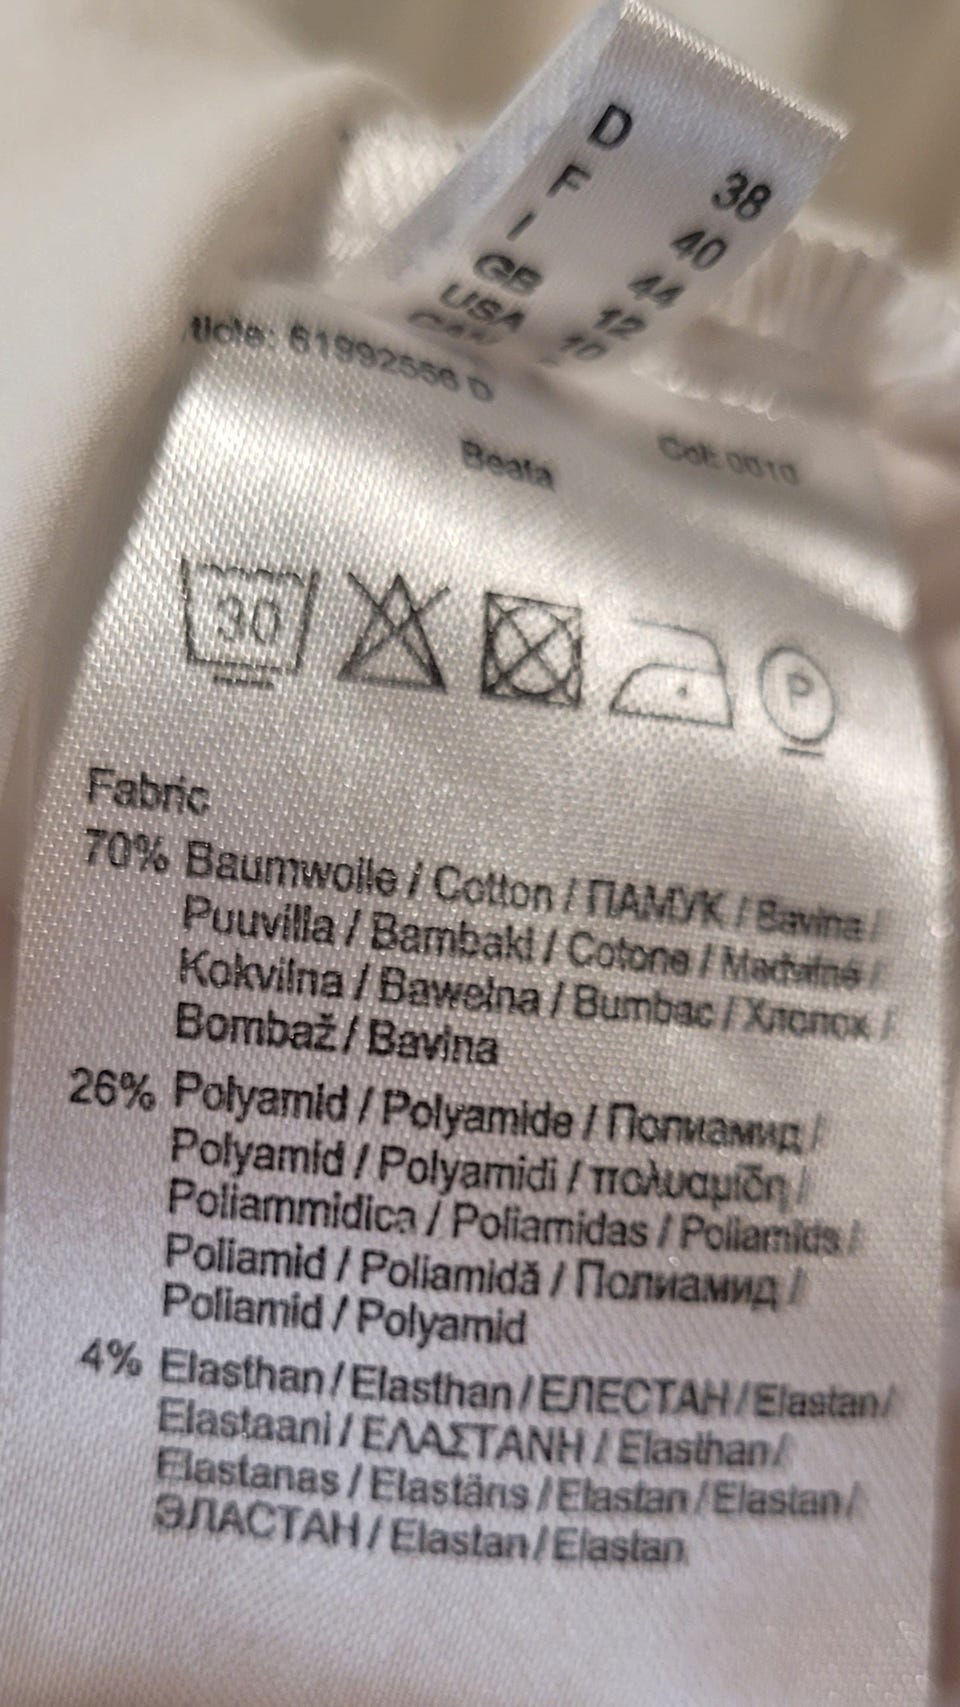 D 38
F 40
I 44
GB 12
USA 10
ticle: 61992556 D
Beata Col: 0010
30
P
Fabric
70% Baumwolle / Cotton / ПАМУК / Bavlna /
Puuvilla / Bambaki / Cotone / Medvilnė /
Kokvilna / Bawełna / Bumbac / Хлопок /
Bombaž / Bavlna
26% Polyamid / Polyamide / Полиамид /
Polyamid / Polyamidi / πολυαμίδη /
Poliammidica / Poliamidas / Poliamīds /
Poliamid / Poliamidă / Полиамид /
Poliamid / Polyamid
4% Elasthan / Elasthan / ЕЛЕСТАН / Elastan /
Elastaani / ΕΛΑΣΤΑΝΗ / Elasthan /
Elastanas / Elastāns / Elastan / Elastan /
ЭЛАСТАН / Elastan / Elastan